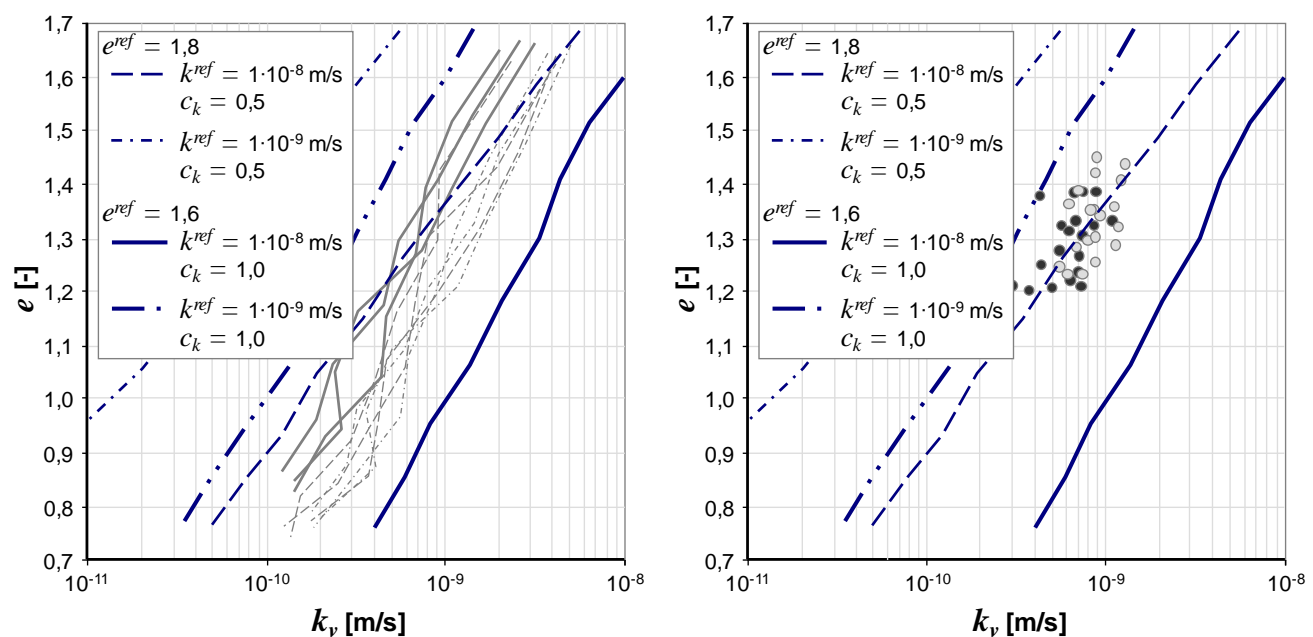 1,7
1,6
1,5
1,4
1,3
1,2
1,1
1,0
0,9
0,8
0,7
e [-]
e^ref = 1,8
k^ref = 1·10^-8 m/s
c_k = 0,5
k^ref = 1·10^-9 m/s
c_k = 0,5
e^ref = 1,6
k^ref = 1·10^-8 m/s
c_k = 1,0
k^ref = 1·10^-9 m/s
c_k = 1,0
10^-11
10^-10
10^-9
10^-8
k_v [m/s]
1,7
1,6
1,5
1,4
1,3
1,2
1,1
1,0
0,9
0,8
0,7
e [-]
e^ref = 1,8
k^ref = 1·10^-8 m/s
c_k = 0,5
k^ref = 1·10^-9 m/s
c_k = 0,5
e^ref = 1,6
k^ref = 1·10^-8 m/s
c_k = 1,0
k^ref = 1·10^-9 m/s
c_k = 1,0
10^-11
10^-10
10^-9
10^-8
k_v [m/s]